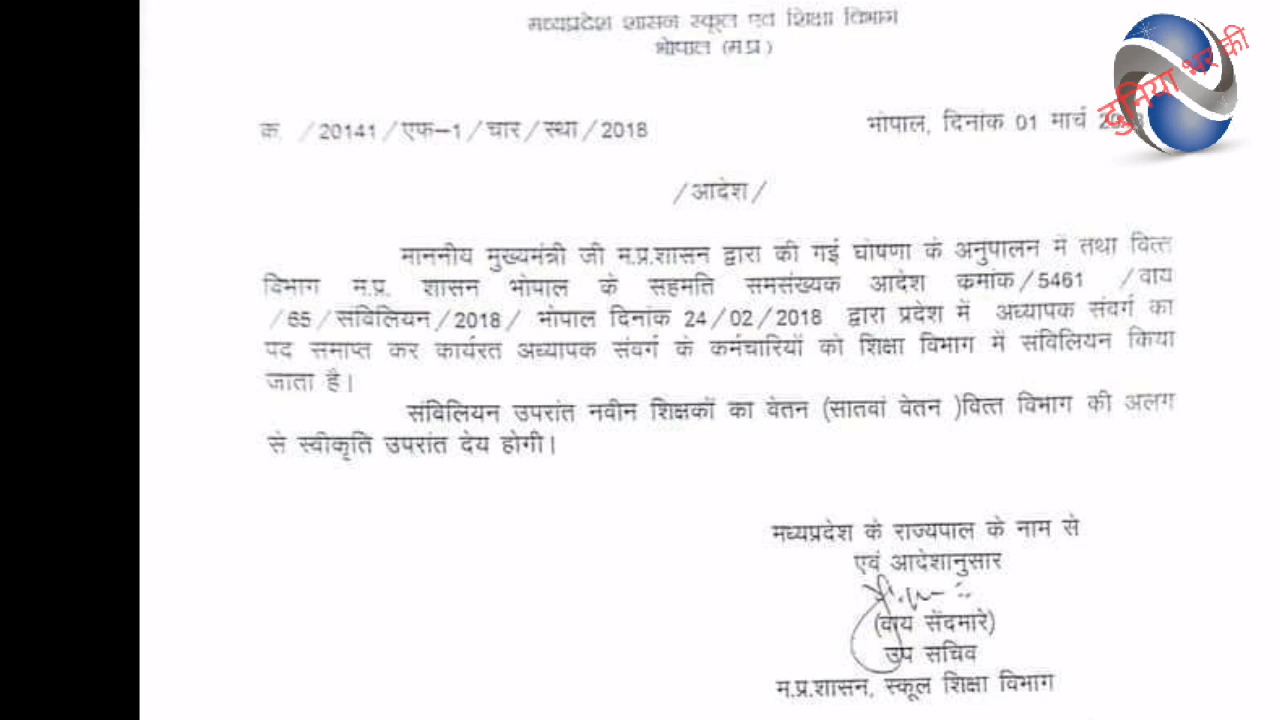 मध्यप्रदेश शासन स्कूल एवं शिक्षा विभाग
भोपाल (म.प्र.)
दुनिया भर की
क. /20141/एफ-1/चार/स्था/2018
भोपाल, दिनांक 01 मार्च
/आदेश/
माननीय मुख्यमंत्री जी म.प्र.शासन द्वारा की गई घोषणा के अनुपालन में तथा वित्त
विभाग म.प्र. शासन भोपाल के सहमति समसंख्यक आदेश कमांक/5461 /वाय
/65/संविलियन/2018/ भोपाल दिनांक 24/02/2018 द्वारा प्रदेश में अध्यापक संवर्ग का
पद समाप्त कर कार्यरत अध्यापक संवर्ग के कर्मचारियों को शिक्षा विभाग में संविलियन किया
जाता है।
संविलियन उपरांत नवीन शिक्षकों का वेतन (सातवां वेतन )वित्त विभाग की अलग
से स्वीकृति उपरांत देय होगी।
मध्यप्रदेश के राज्यपाल के नाम से
एवं आदेशानुसार
(वाय सेंदमारे)
उप सचिव
म.प्र.शासन, स्कूल शिक्षा विभाग